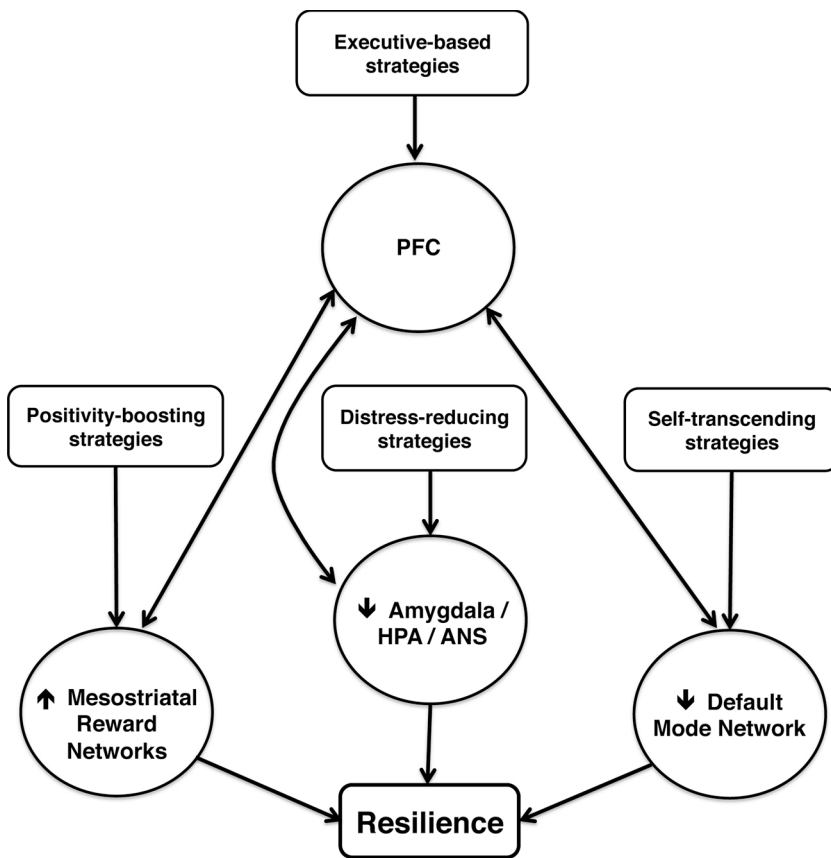 Executive-based
strategies
PFC
Positivity-boosting
strategies
Distress-reducing
strategies
Self-transcending
strategies
↑ Mesostriatal
Reward
Networks
↓ Amygdala /
HPA / ANS
↓ Default
Mode Network
Resilience